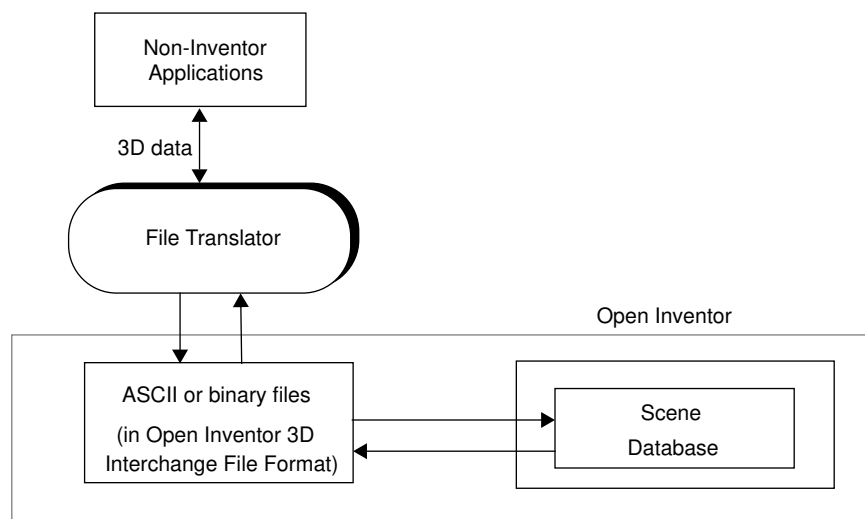 Non-Inventor
Applications
3D data
File Translator
Open Inventor
ASCII or binary files
(in Open Inventor 3D
Interchange File Format)
Scene
Database